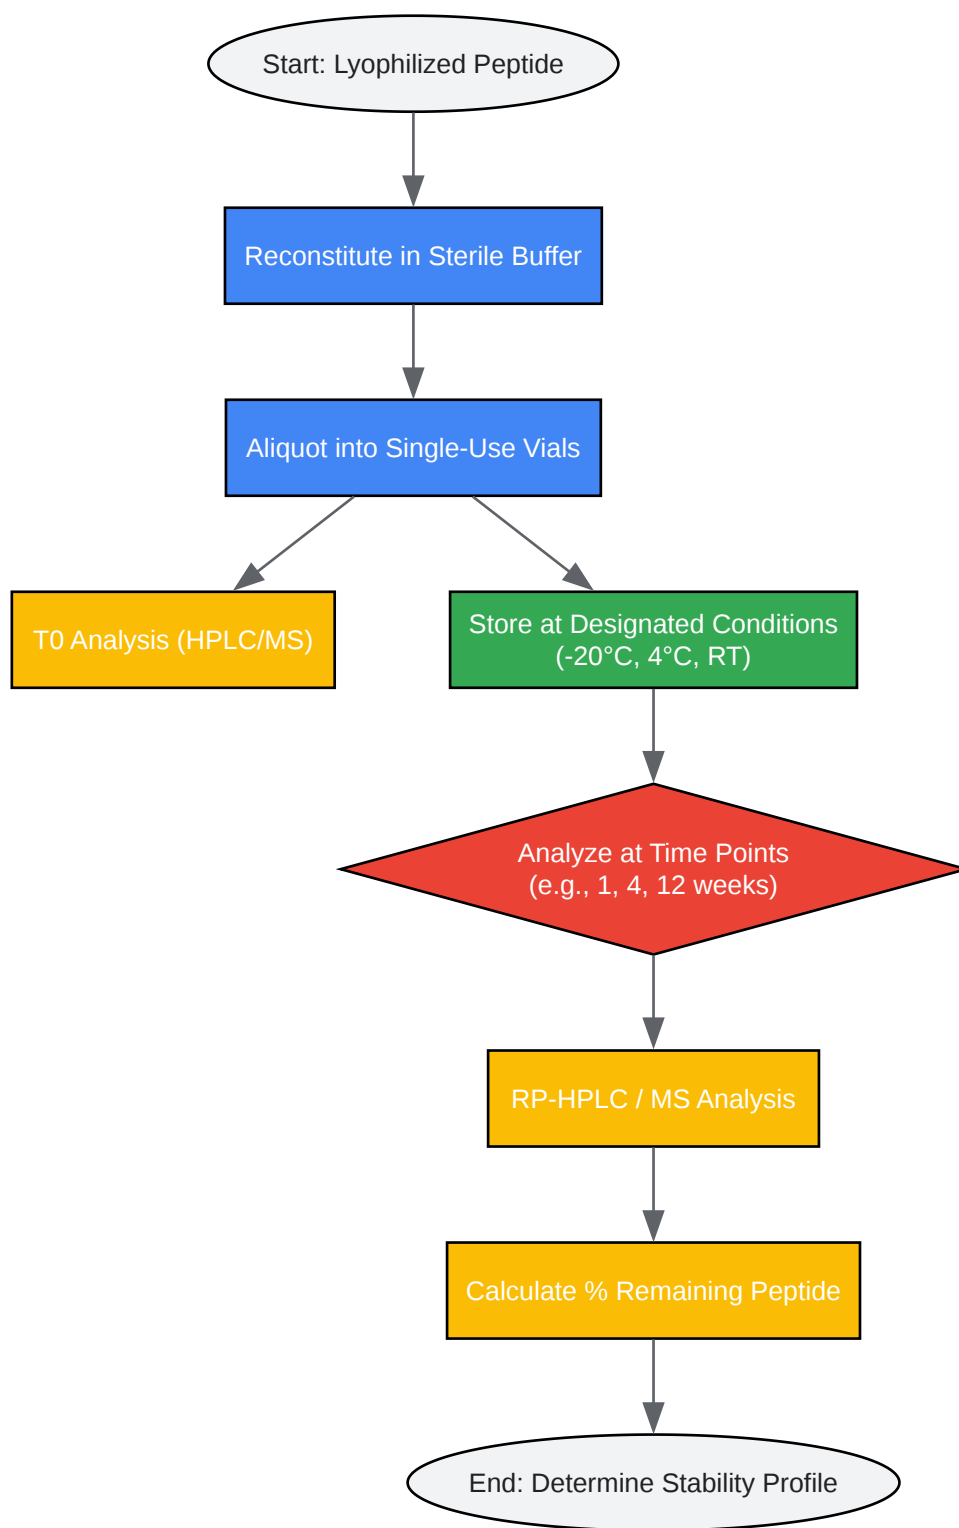 Start: Lyophilized Peptide
Reconstitute in Sterile Buffer
Aliquot into Single-Use Vials
T0 Analysis (HPLC/MS)
Store at Designated Conditions
(-20°C, 4°C, RT)
Analyze at Time Points
(e.g., 1, 4, 12 weeks)
RP-HPLC / MS Analysis
Calculate % Remaining Peptide
End: Determine Stability Profile